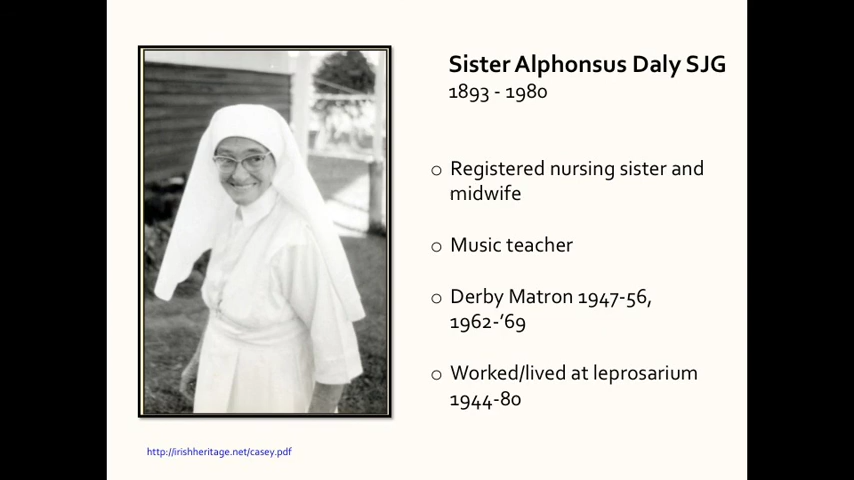 Sister Alphonsus Daly SJG
1893 - 1980
o Registered nursing sister and
midwife
o Music teacher
o Derby Matron 1947-56,
1962-'69
o Worked/lived at leprosarium
1944-80
http://irishheritage.net/casey.pdf